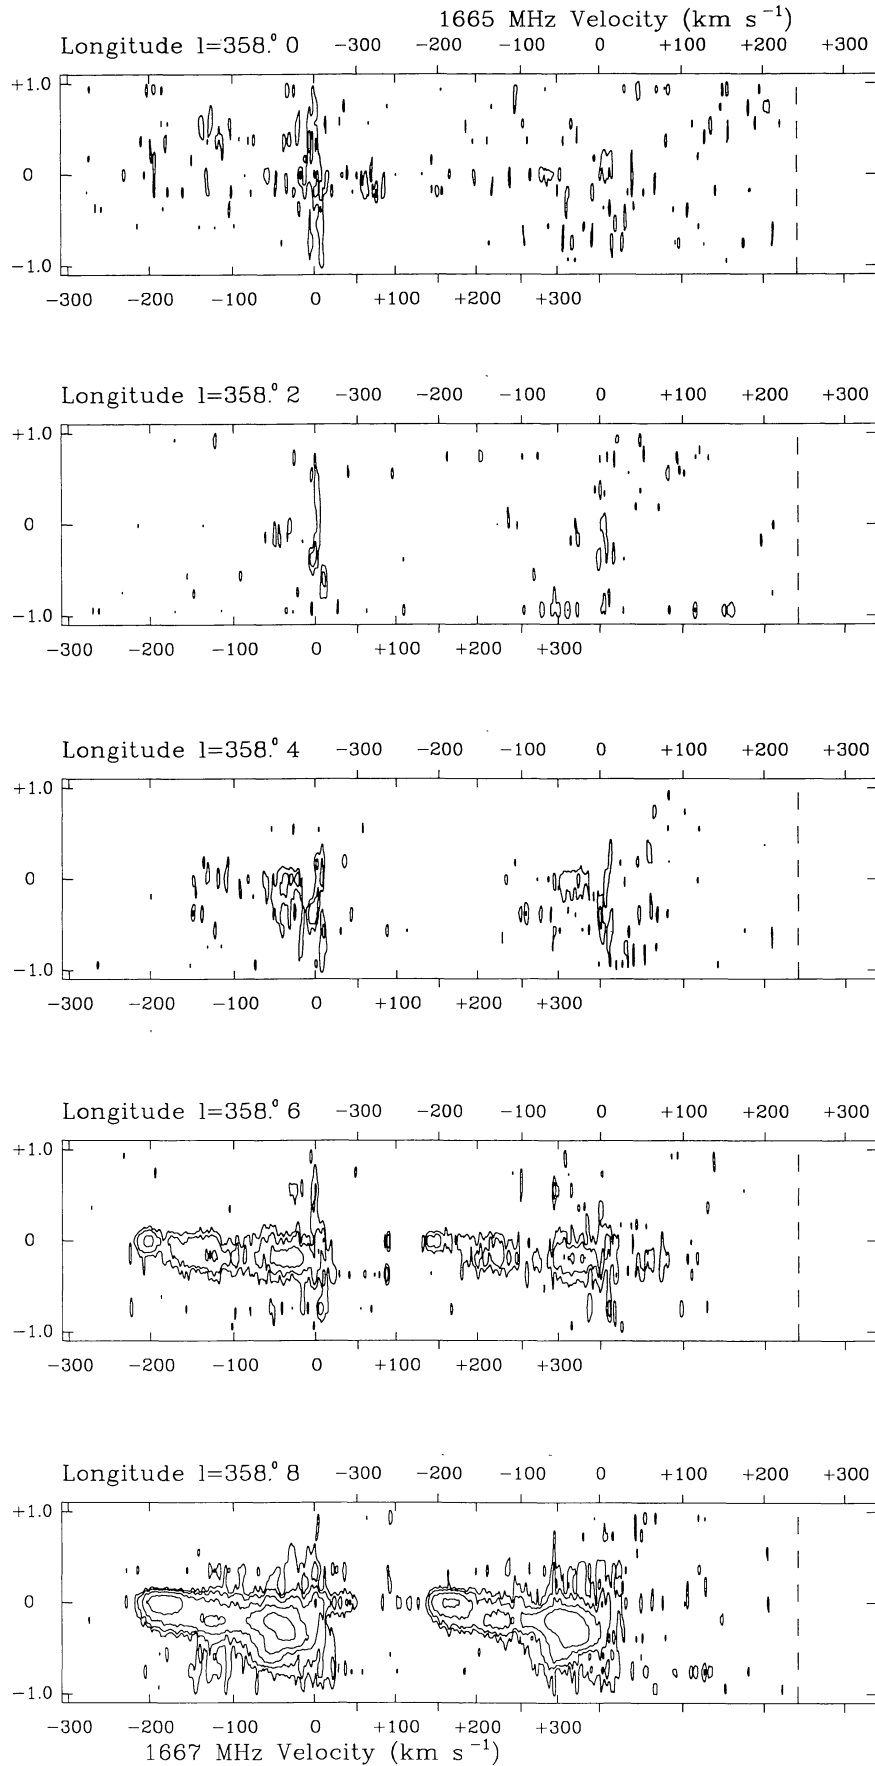 1665 MHz Velocity (km s⁻¹)
Longitude l=358.°0 −300 −200 −100 0 +100 +200 +300
+1.0
0
−1.0
−300 −200 −100 0 +100 +200 +300
Longitude l=358.°2 −300 −200 −100 0 +100 +200 +300
+1.0
0
−1.0
−300 −200 −100 0 +100 +200 +300
Longitude l=358.°4 −300 −200 −100 0 +100 +200 +300
+1.0
0
−1.0
−300 −200 −100 0 +100 +200 +300
Longitude l=358.°6 −300 −200 −100 0 +100 +200 +300
+1.0
0
−1.0
−300 −200 −100 0 +100 +200 +300
Longitude l=358.°8 −300 −200 −100 0 +100 +200 +300
+1.0
0
−1.0
−300 −200 −100 0 +100 +200 +300
1667 MHz Velocity (km s⁻¹)